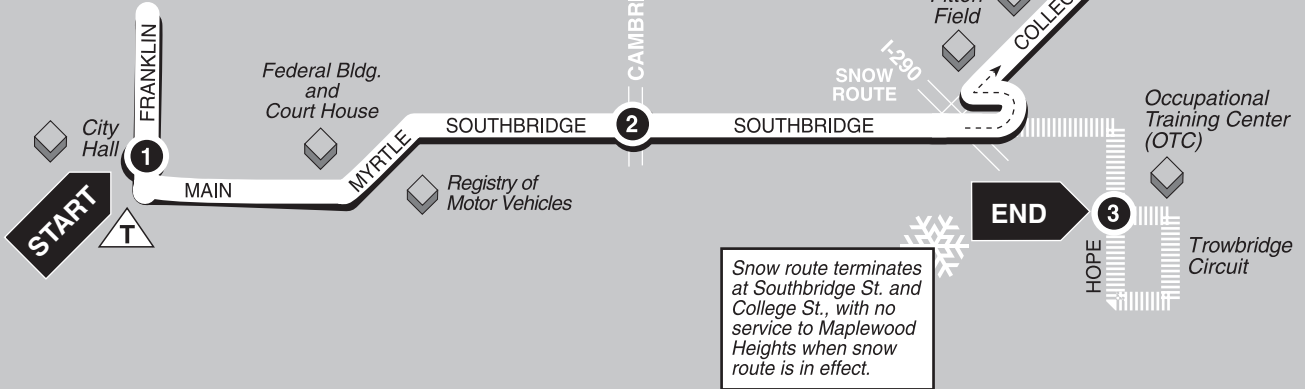 Field
COLLEG
CAMBR
FRANKLIN
Federal Bldg.
and
Court House
I-290
SNOW
ROUTE
City
Hall
1
MYRTLE
SOUTHBRIDGE
2
SOUTHBRIDGE
Occupational
Training Center
(OTC)
MAIN
Registry of
Motor Vehicles
START
T
END
3
HOPE
Trowbridge
Circuit
Snow route terminates
at Southbridge St. and
College St., with no
service to Maplewood
Heights when snow
route is in effect.